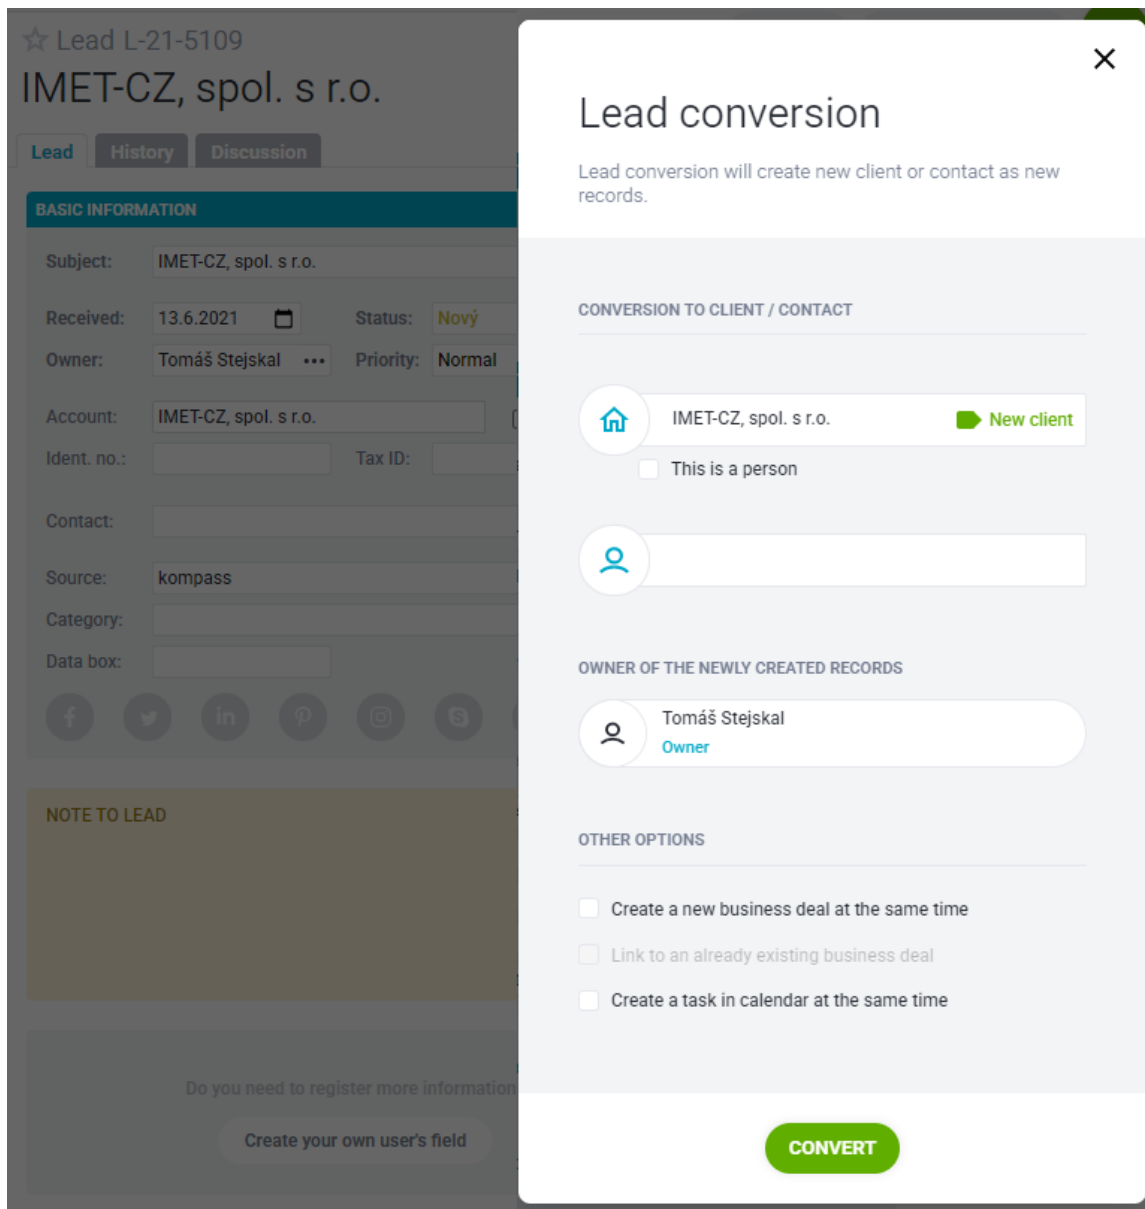 Lead L-21-5109
IMET-CZ, spol. s r.o.
Lead History Discussion
BASIC INFORMATION
Subject: IMET-CZ, spol. s r.o.
Received: 13.6.2021 Status: Nový
Owner: Tomáš Stejskal ••• Priority: Normal
Account: IMET-CZ, spol. s r.o.
Ident. no.: Tax ID:
Contact:
Source: kompass
Category:
Data box:
NOTE TO LEAD
Do you need to register more information
Create your own user's field
Lead conversion
Lead conversion will create new client or contact as new
records.
CONVERSION TO CLIENT / CONTACT
IMET-CZ, spol. s r.o. New client
This is a person
OWNER OF THE NEWLY CREATED RECORDS
Tomáš Stejskal
Owner
OTHER OPTIONS
Create a new business deal at the same time
Link to an already existing business deal
Create a task in calendar at the same time
CONVERT